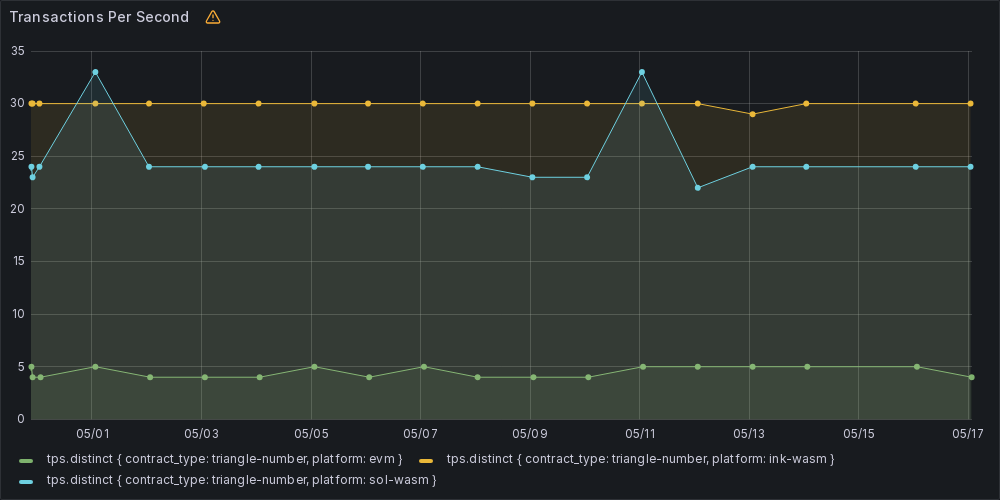 Transactions Per Second
35
30
25
20
15
10
5
0
05/01 05/03 05/05 05/07 05/09 05/11 05/13 05/15 05/17
tps.distinct { contract_type: triangle-number, platform: evm } tps.distinct { contract_type: triangle-number, platform: ink-wasm }
tps.distinct { contract_type: triangle-number, platform: sol-wasm }